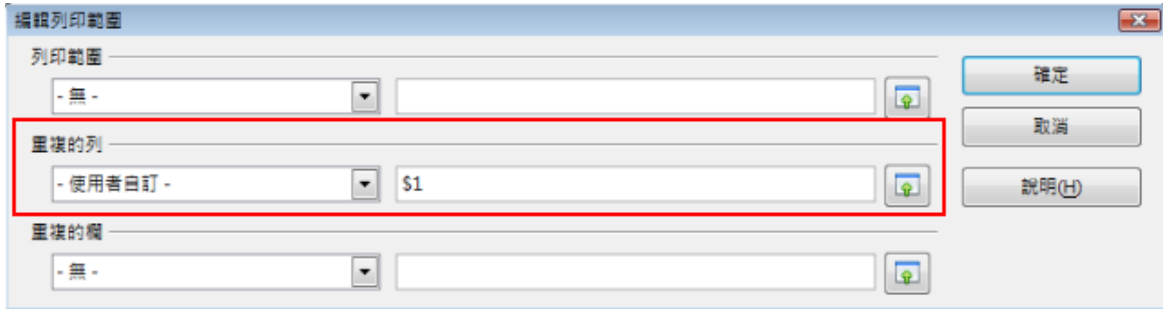 編輯列印範圍
列印範圍
- 無 -
確定
取消
重複的列
- 使用者自訂 -
$1
說明(H)
重複的欄
- 無 -